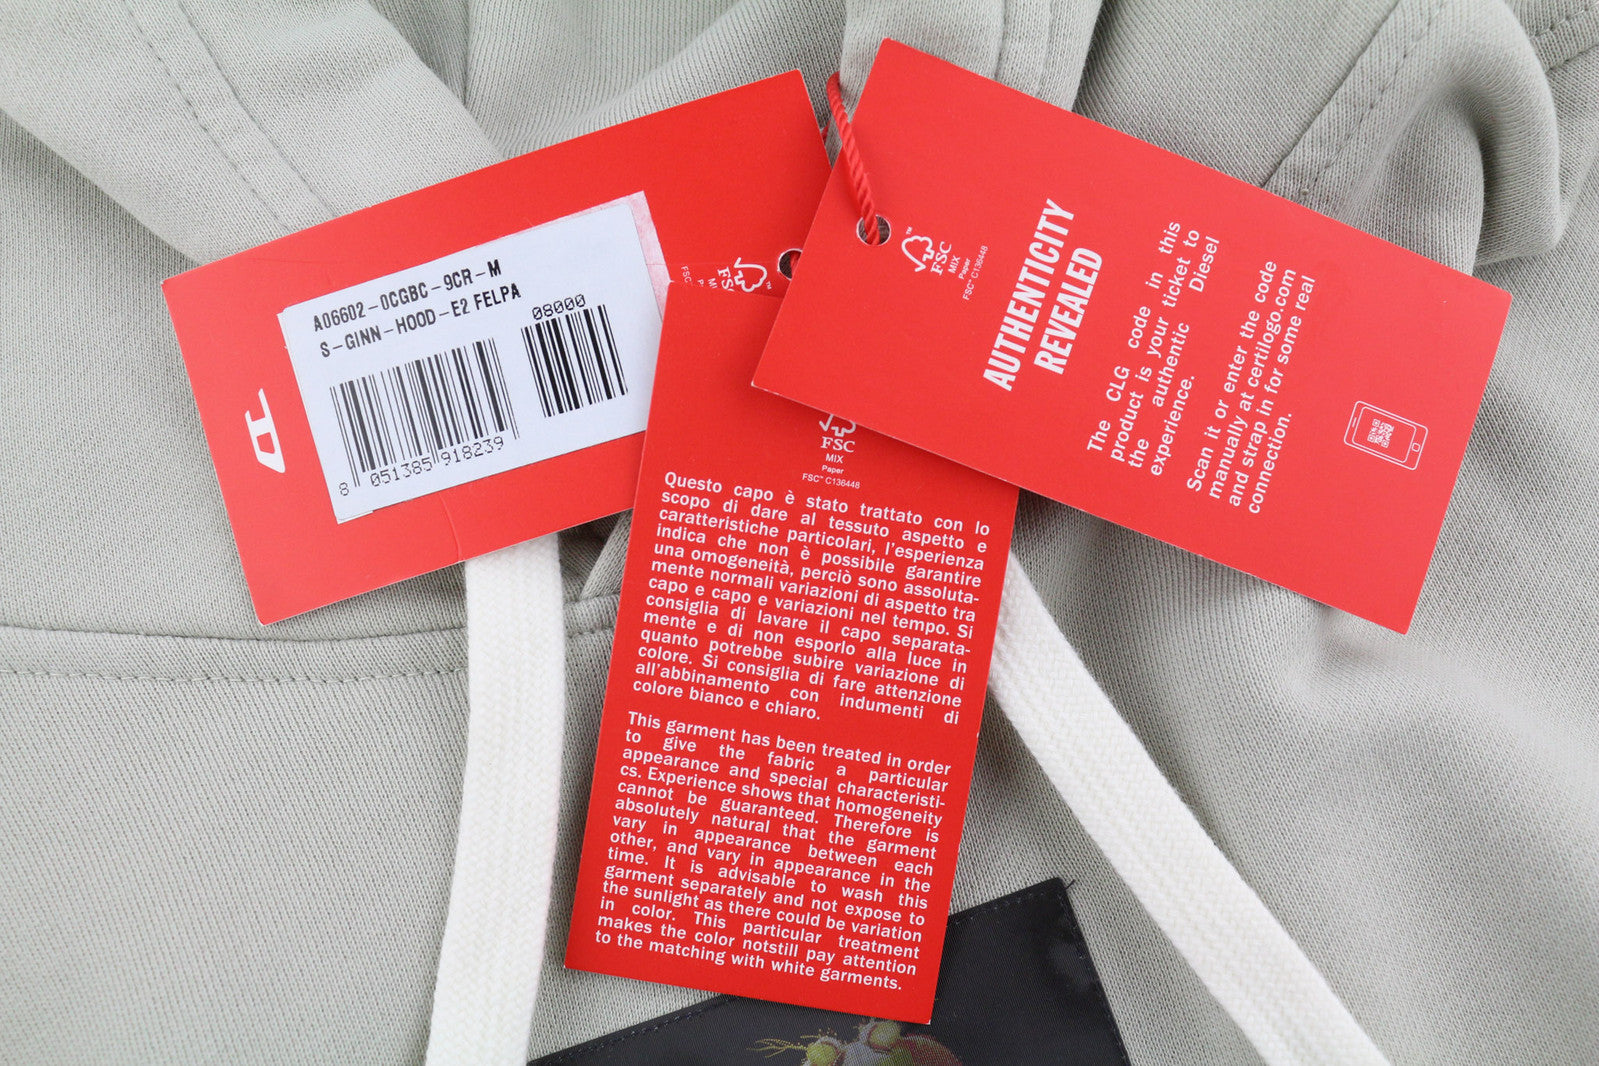 A06602-0CGBC-9CR-M
S-GINN-HOOD-E2 FELPA
08000
8 051385 918239
FSC
FSC
™
FSC
MIX
Paper
FSC™ C136448
AUTHENTICITY
REVEALED
The CLG code in this
product is your ticket to
the authentic Diesel
experience.
Scan it or enter the code
manually at certilogo.com
and strap in for some real
connection.
FSC
MIX
Paper
FSC™ C136448
Questo capo è stato trattato con lo
scopo di dare al tessuto aspetto e
caratteristiche particolari, l'esperienza
indica che non è possibile garantire
una omogeneità, perciò sono assoluta-
mente normali variazioni di aspetto tra
capo e capo e variazioni nel tempo. Si
consiglia di lavare il capo separata-
mente e di non esporlo alla luce in
quanto potrebbe subire variazione di
colore. Si consiglia di fare attenzione
all'abbinamento con indumenti di
colore bianco e chiaro.
This garment has been treated in order
to give the fabric a particular
appearance and special characteristi-
cs. Experience shows that homogeneity
cannot be guaranteed. Therefore is
absolutely natural that the garment
vary in appearance between each
other, and vary in appearance in the
time. It is advisable to wash this
garment separately and not expose to
the sunlight as there could be variation
in color. This particular treatment
makes the color notstill pay attention
to the matching with white garments.